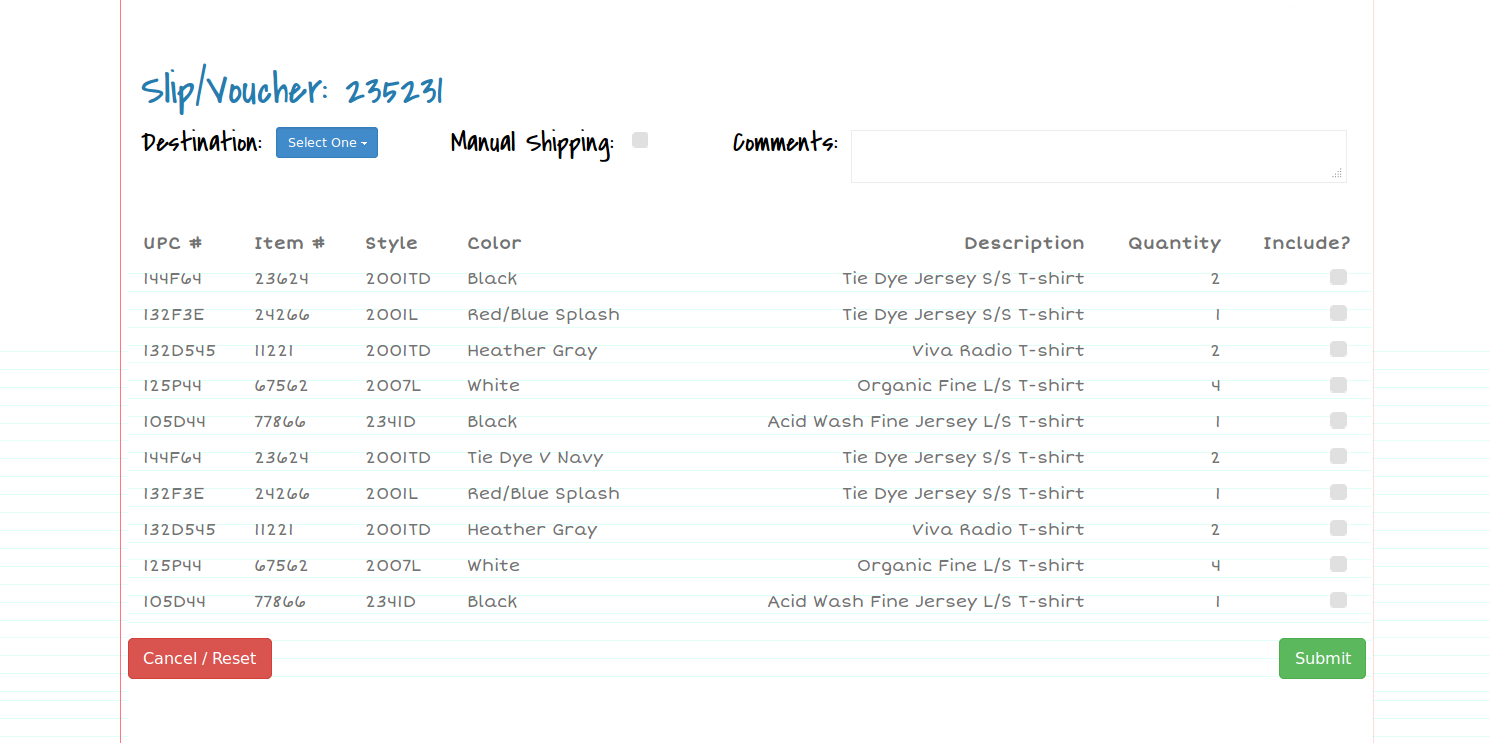 Slip/Voucher: 235231
Destination: Select One Manual Shipping: Comments:
UPC # Item # Style Color Description Quantity Include?
144F64 23624 2001TD Black Tie Dye Jersey S/S T-shirt 2
132F3E 24266 2001L Red/Blue Splash Tie Dye Jersey S/S T-shirt 1
132D545 11221 2001TD Heather Gray Viva Radio T-shirt 2
125P44 67562 2007L White Organic Fine L/S T-shirt 4
105D44 77866 2341D Black Acid Wash Fine Jersey L/S T-shirt 1
144F64 23624 2001TD Tie Dye V Navy Tie Dye Jersey S/S T-shirt 2
132F3E 24266 2001L Red/Blue Splash Tie Dye Jersey S/S T-shirt 1
132D545 11221 2001TD Heather Gray Viva Radio T-shirt 2
125P44 67562 2007L White Organic Fine L/S T-shirt 4
105D44 77866 2341D Black Acid Wash Fine Jersey L/S T-shirt 1
Cancel / Reset Submit